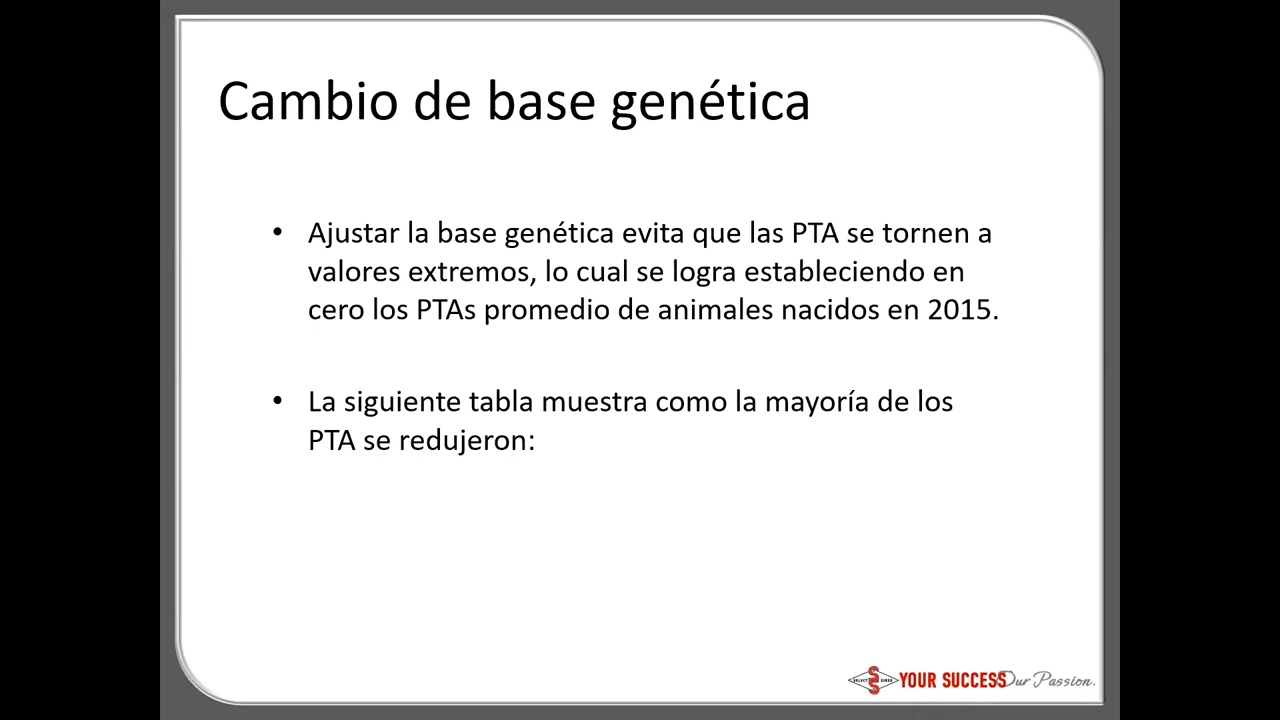 Cambio de base genética
• Ajustar la base genética evita que las PTA se tornen a
valores extremos, lo cual se logra estableciendo en
cero los PTAs promedio de animales nacidos en 2015.
• La siguiente tabla muestra como la mayoría de los
PTA se redujeron:
SELECT SIRES YOUR SUCCESS Our Passion.